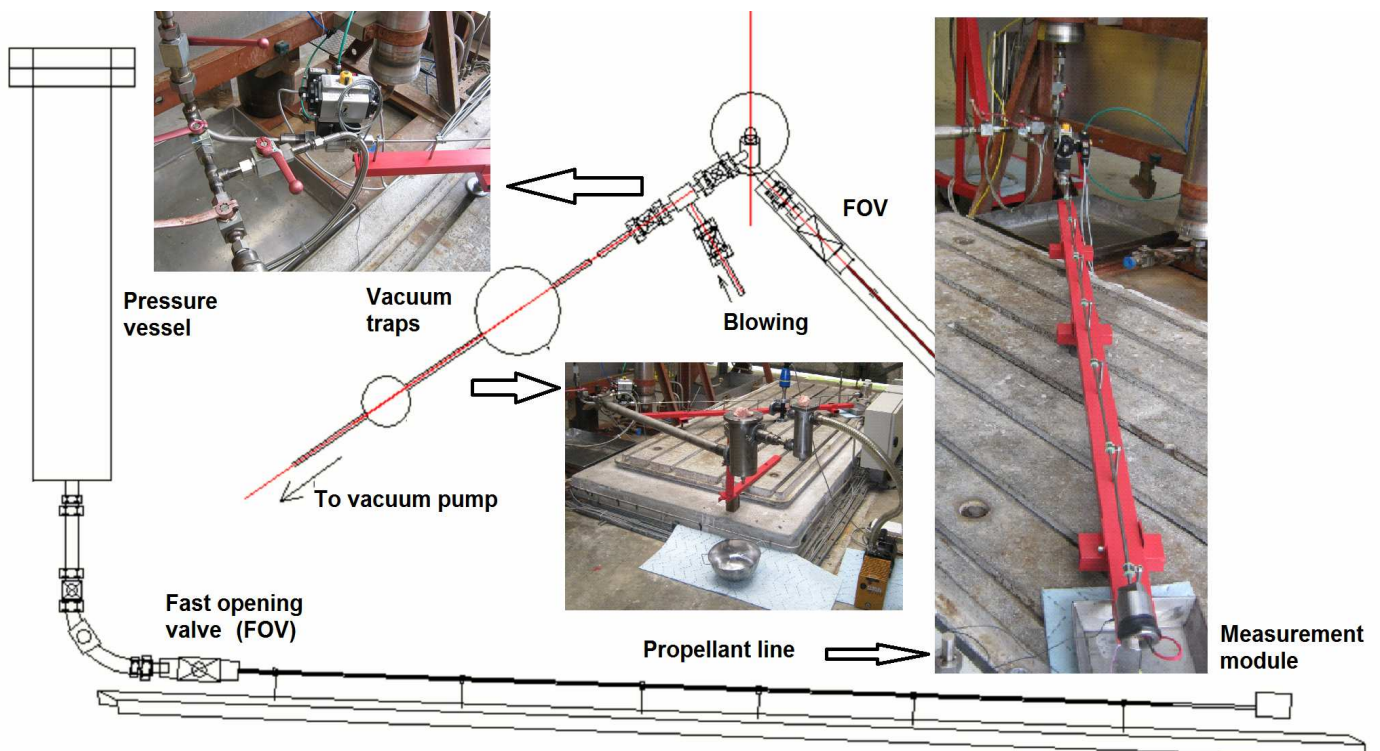 FOV
Pressure
vessel
Vacuum
traps
Blowing
To vacuum pump
Fast opening
valve (FOV)
Propellant line
Measurement
module